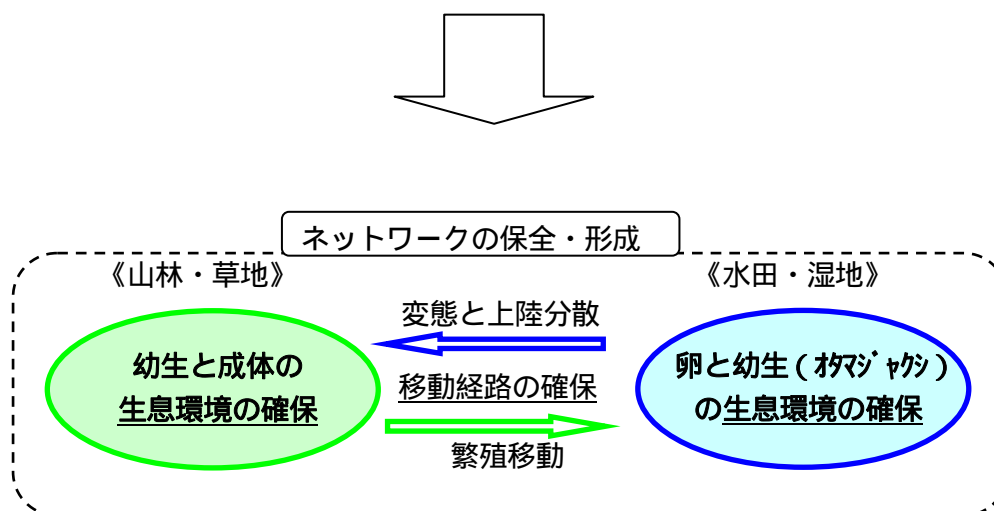 ネットワークの保全・形成
《山林・草地》
《水田・湿地》
変態と上陸分散
幼生と成体の
生息環境の確保
移動経路の確保
卵と幼生(ｵﾀﾏｼﾞｬｸｼ)
の生息環境の確保
繁殖移動